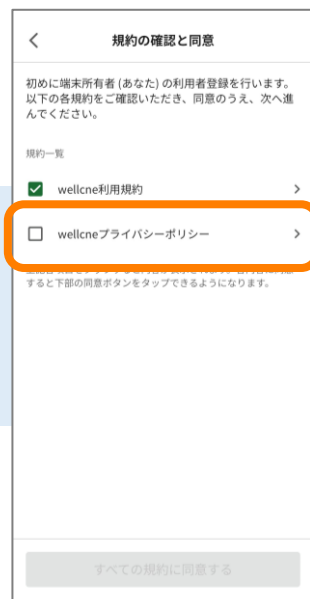 規約の確認と同意
初めに端末所有者 (あなた) の利用者登録を行います。
以下の各規約をご確認いただき、同意のうえ、次へ進
んでください。
規約一覧
wellcne利用規約
wellcneプライバシーポリシー
すると下部の同意ボタンをタップできるようになります。
すべての規約に同意する